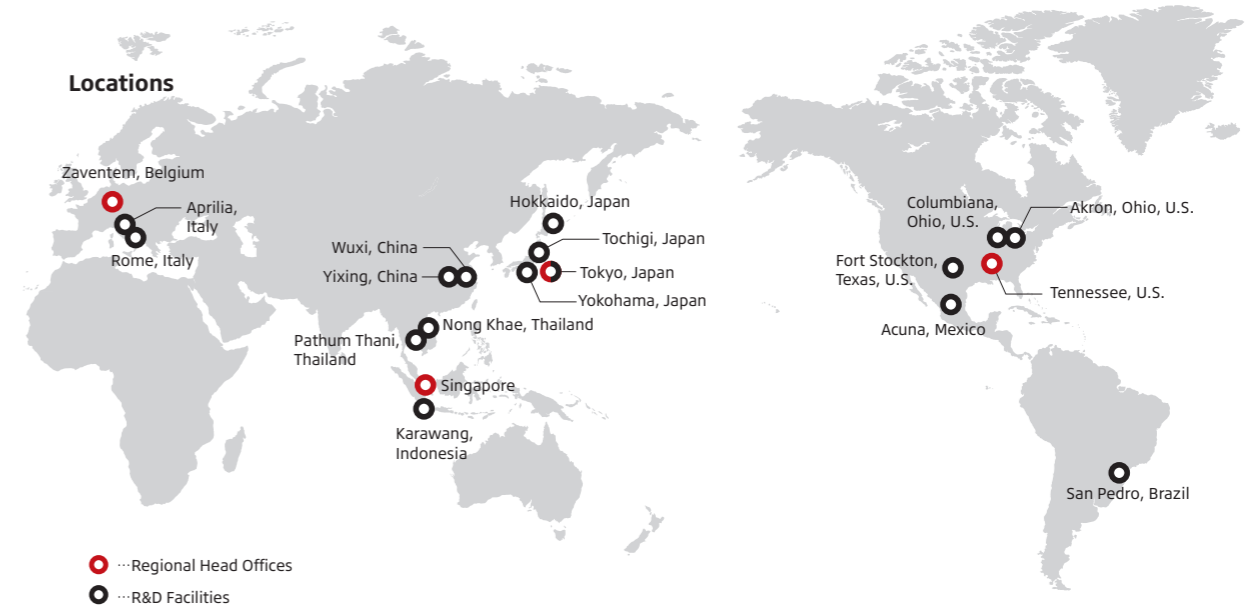 Locations
Zaventem, Belgium
Aprilia,
Italy
Rome, Italy
Wuxi, China
Yixing, China
Hokkaido, Japan
Tochigi, Japan
Tokyo, Japan
Yokohama, Japan
Nong Khae, Thailand
Pathum Thani,
Thailand
Singapore
Karawang,
Indonesia
Columbiana,
Ohio, U.S.
Akron, Ohio, U.S.
Fort Stockton,
Texas, U.S.
Tennessee, U.S.
Acuna, Mexico
San Pedro, Brazil
···Regional Head Offices
···R&D Facilities